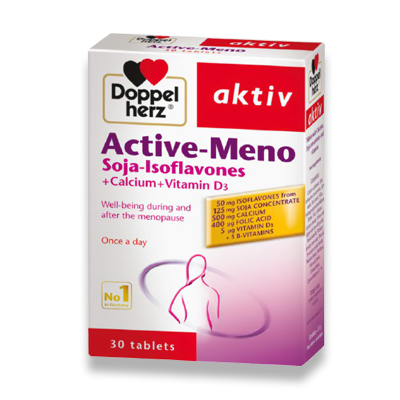 Doppel
herz®
aktiv
Active-Meno
Soja-Isoflavones
+Calcium+Vitamin D3
Well-being during and
after the menopause
50 mg ISOFLAVONES from
125 mg SOJA CONCENTRATE
500 mg CALCIUM
400 µg FOLIC ACID
5 µg VITAMIN D3
+ 3 B-VITAMINS
Once a day
No1
30 tablets